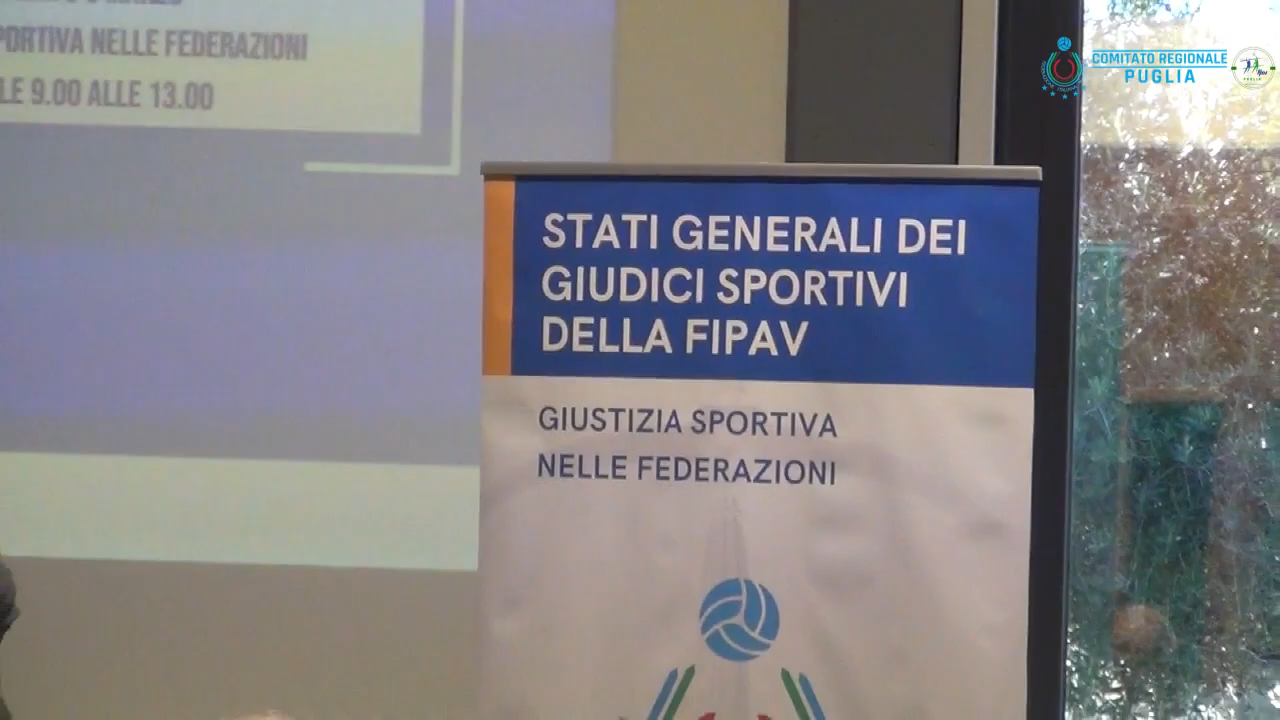 PORTIVA NELLE FEDERAZIONI
LE 9.00 ALLE 13.00
COMITATO REGIONALE
PUGLIA
STATI GENERALI DEI
GIUDICI SPORTIVI
DELLA FIPAV
GIUSTIZIA SPORTIVA
NELLE FEDERAZIONI